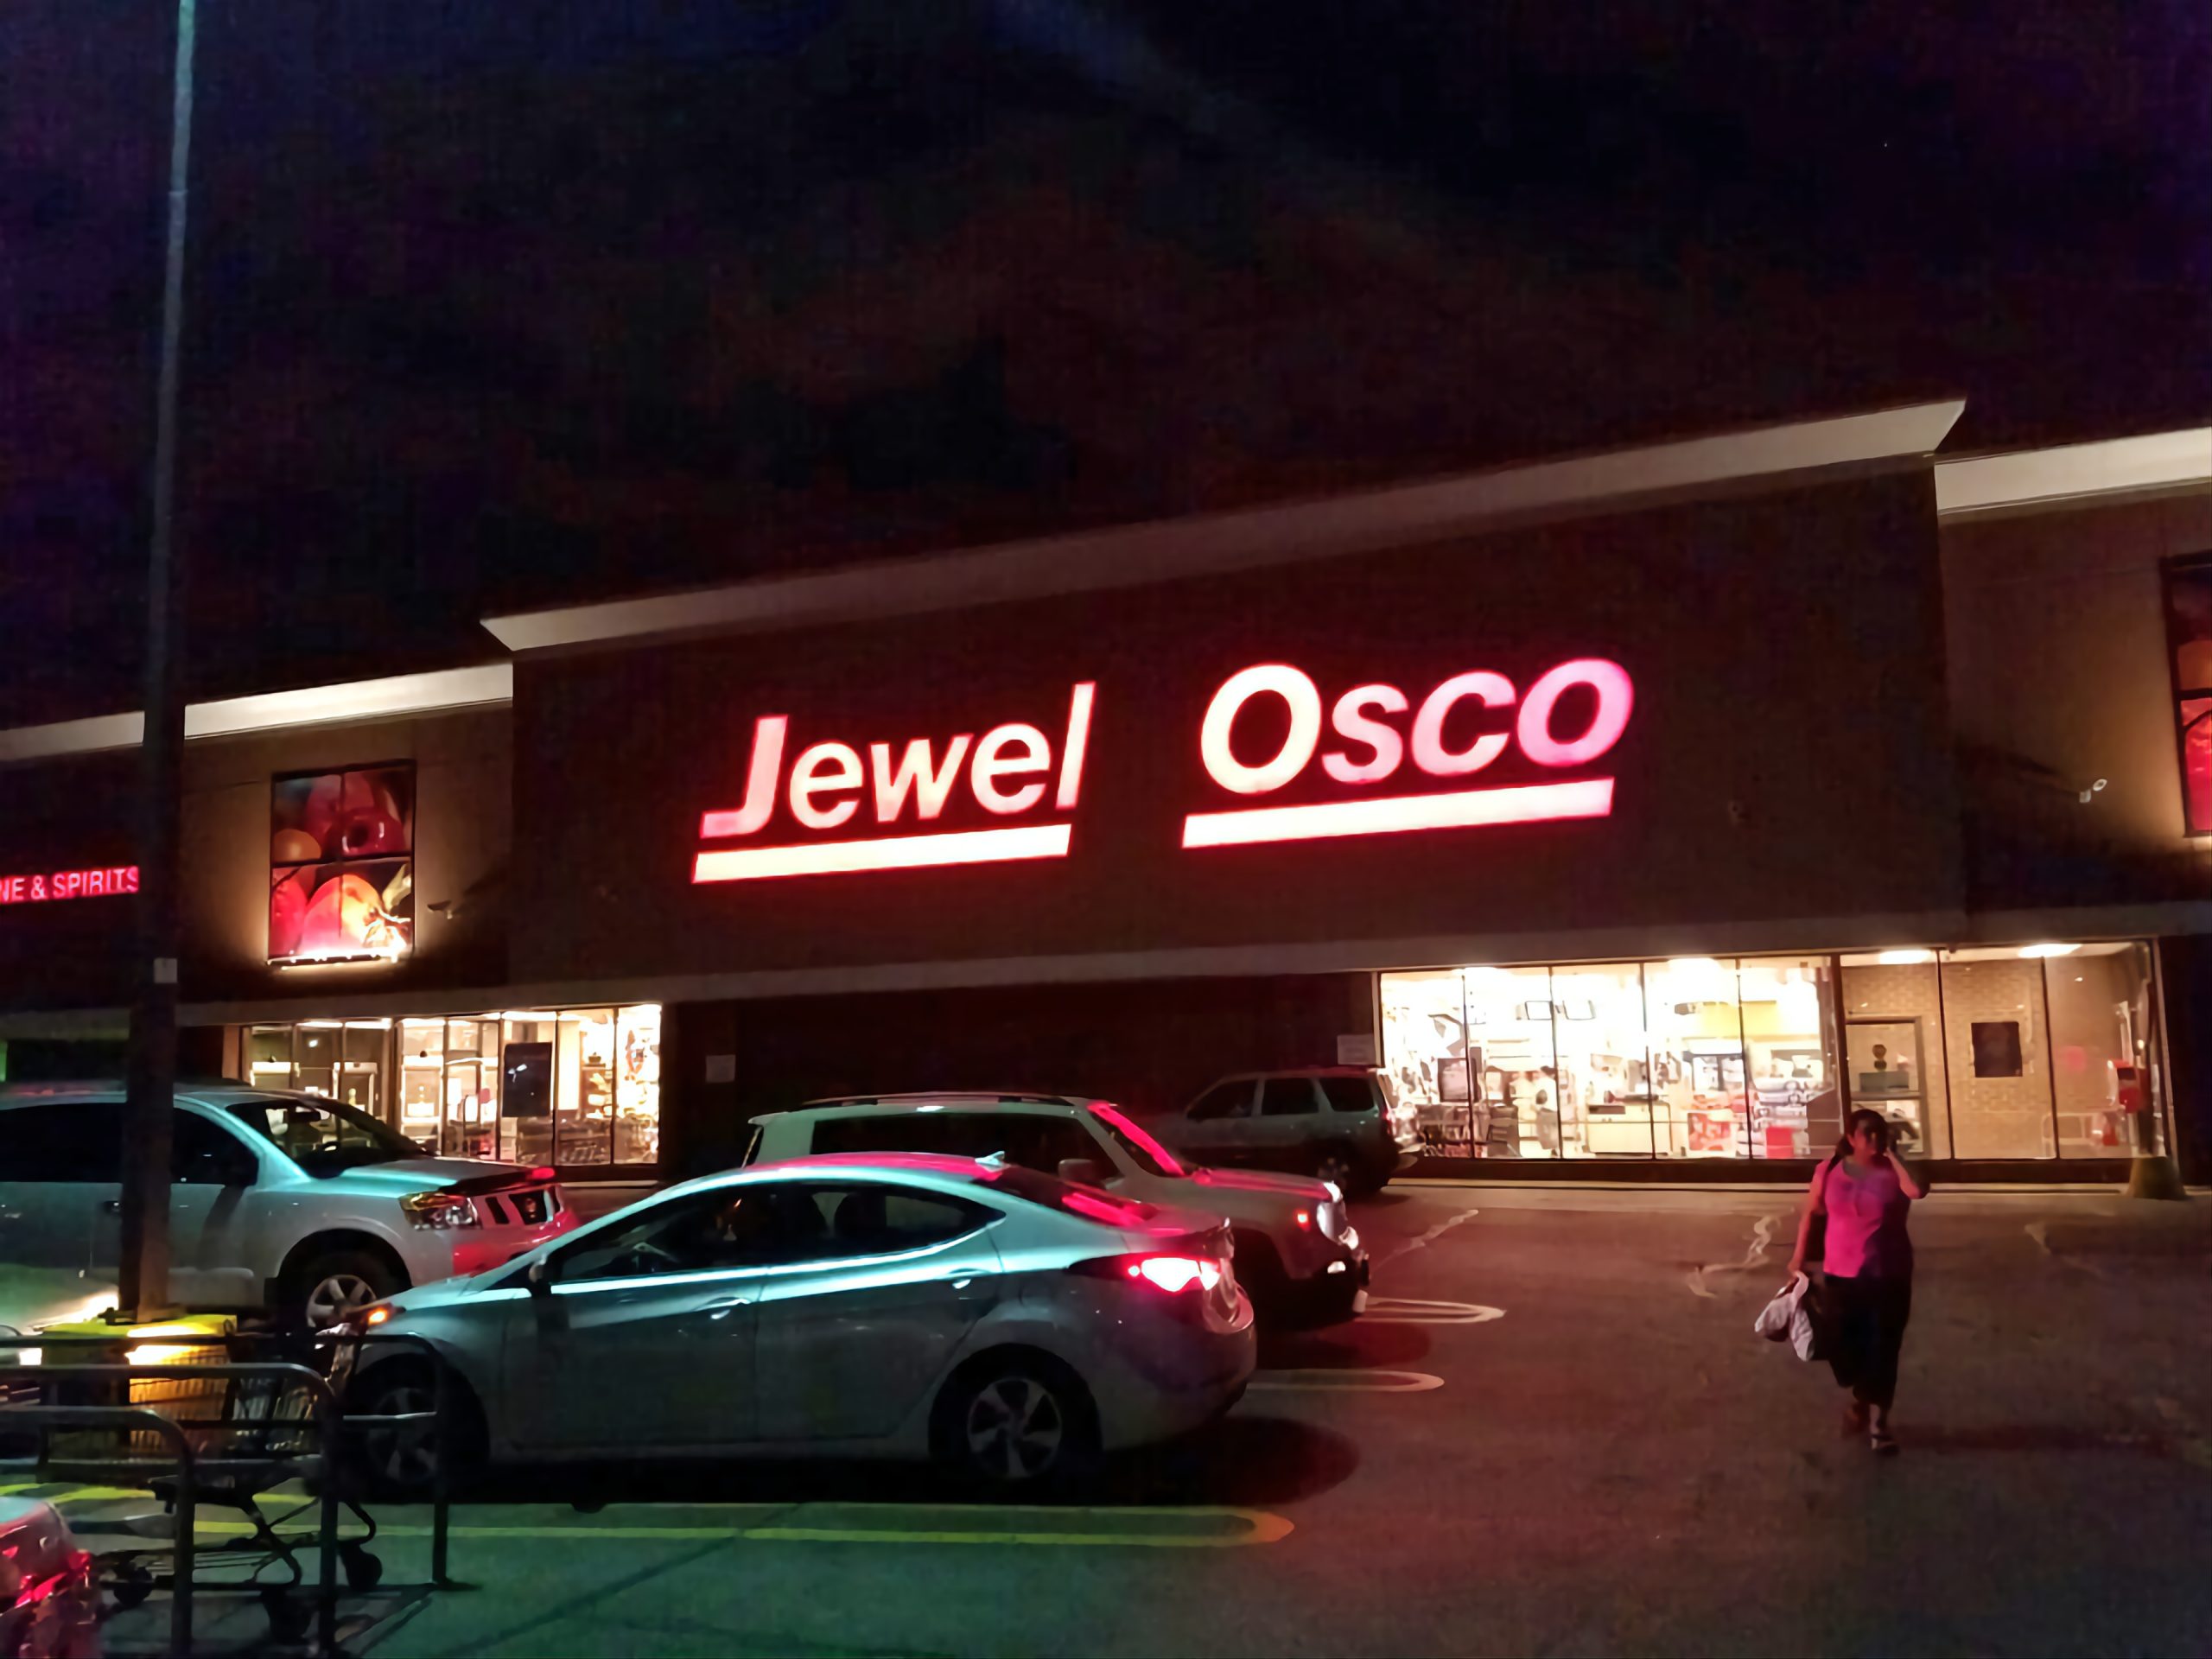 Jewel Osco
NE & SPIRITS